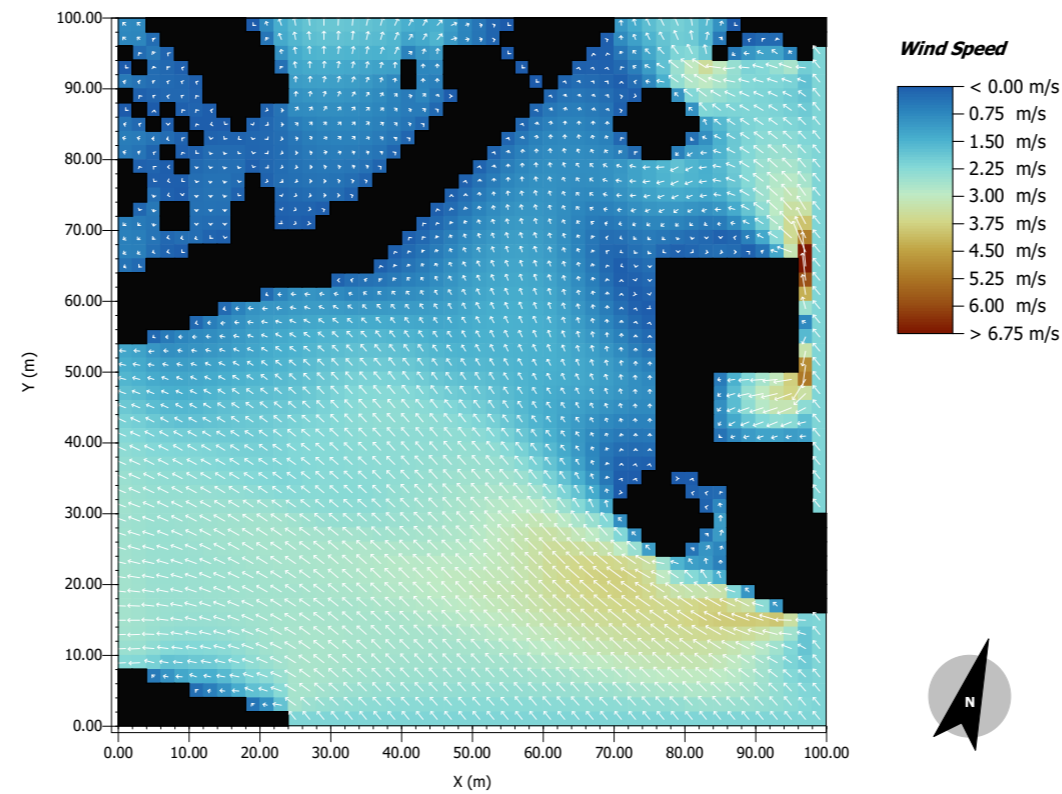 Wind Speed
< 0.00 m/s
0.75 m/s
1.50 m/s
2.25 m/s
3.00 m/s
3.75 m/s
4.50 m/s
5.25 m/s
6.00 m/s
> 6.75 m/s
100.00
90.00
80.00
70.00
60.00
50.00
40.00
30.00
20.00
10.00
0.00
Y (m)
0.00 10.00 20.00 30.00 40.00 50.00 60.00 70.00 80.00 90.00 100.00
X (m)
N